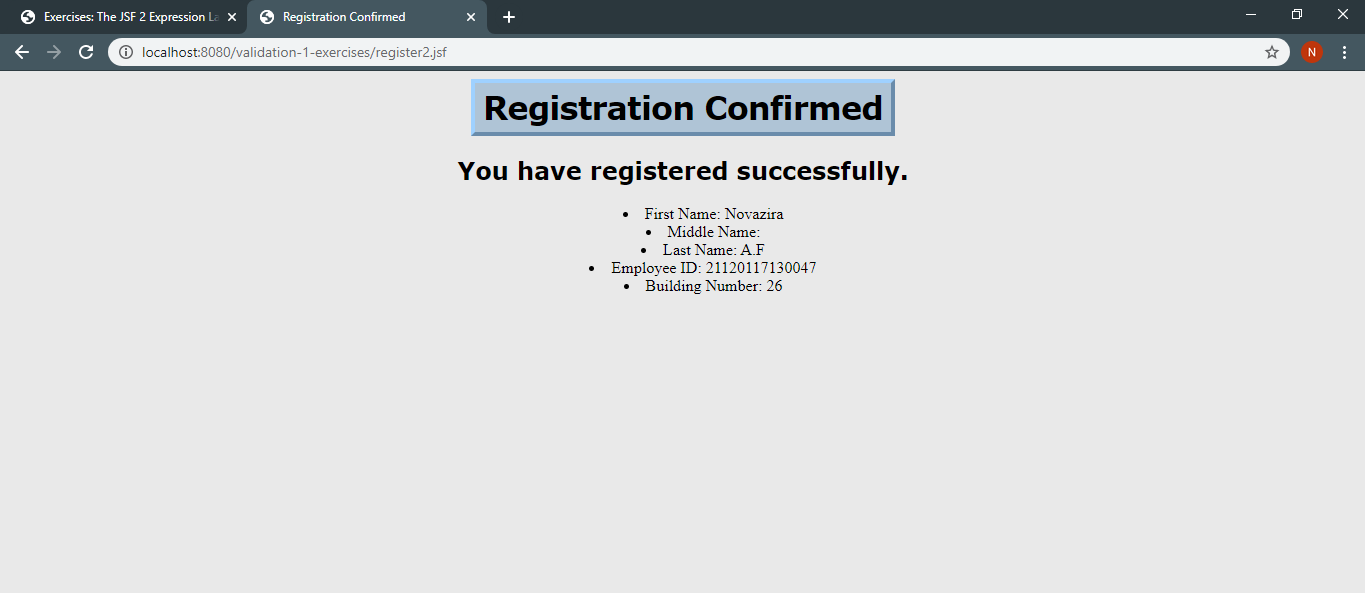 Exercises: The JSF 2 Expression La
Registration Confirmed
localhost:8080/validation-1-exercises/register2.jsf
N
Registration Confirmed
You have registered successfully.
• First Name: Novazira
• Middle Name:
• Last Name: A.F
• Employee ID: 21120117130047
• Building Number: 26